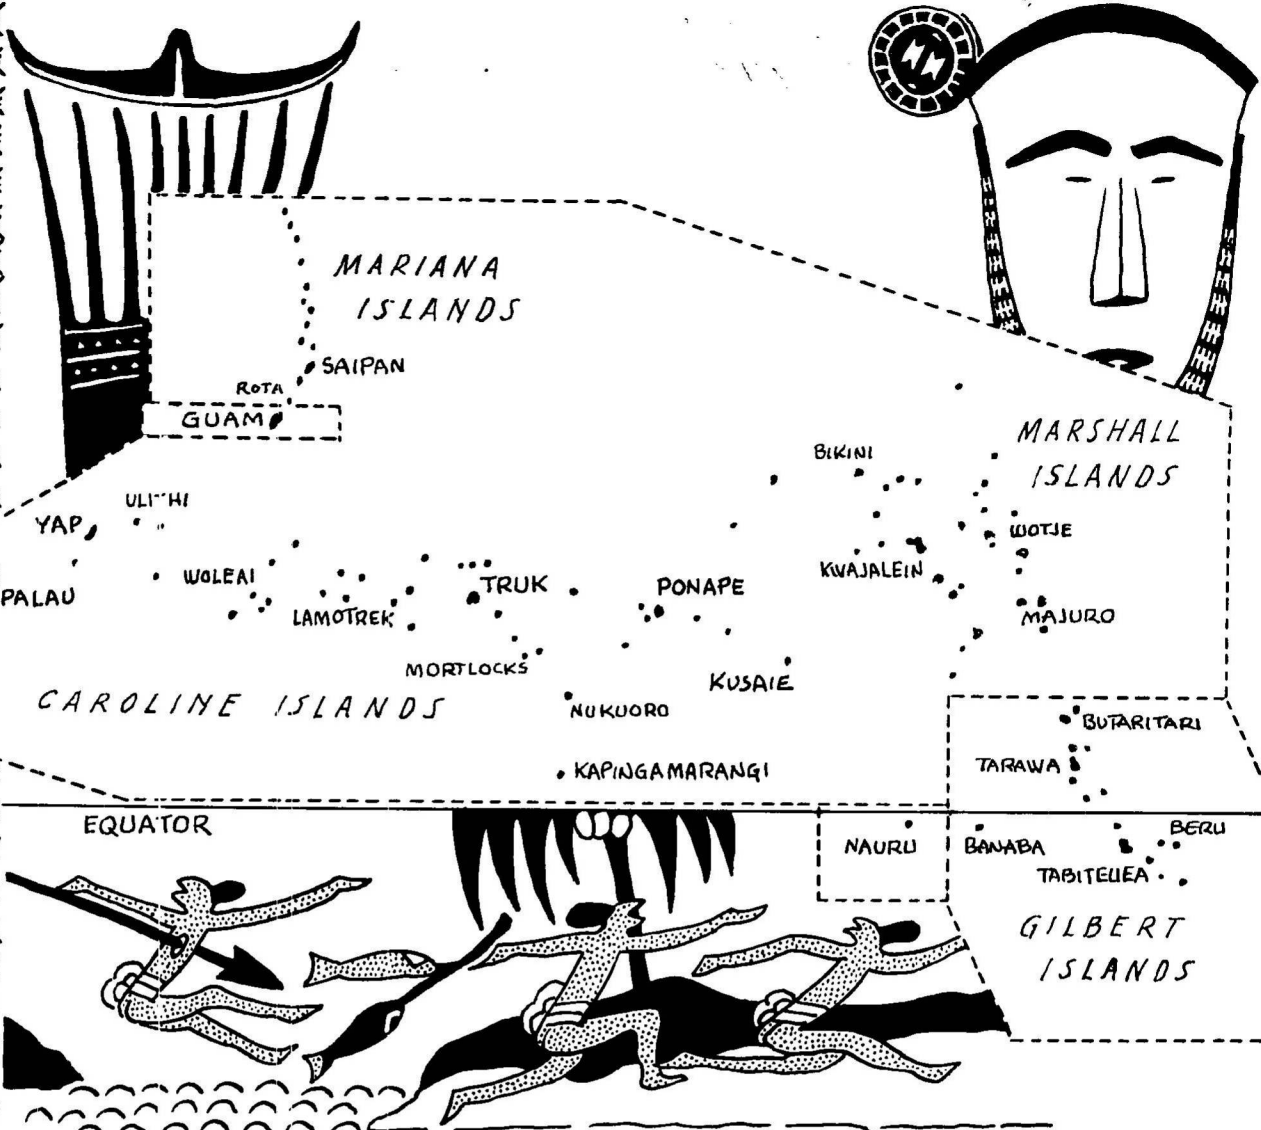 MARIANA
ISLANDS
SAIPAN
ROTA
GUAM
MARSHALL
ISLANDS
BIKINI
ULITHI
YAP
WOTJE
KWAJALEIN
WOLEAI
PALAU
TRUK
PONAPE
LAMOTREK
MAJURO
MORTLOCKS
KUSAIE
CAROLINE ISLANDS
NUKUORO
BUTARITARI
KAPINGAMARANGI
TARAWA
EQUATOR
NAURU
BANABA
BERU
TABITEUEA
GILBERT
ISLANDS